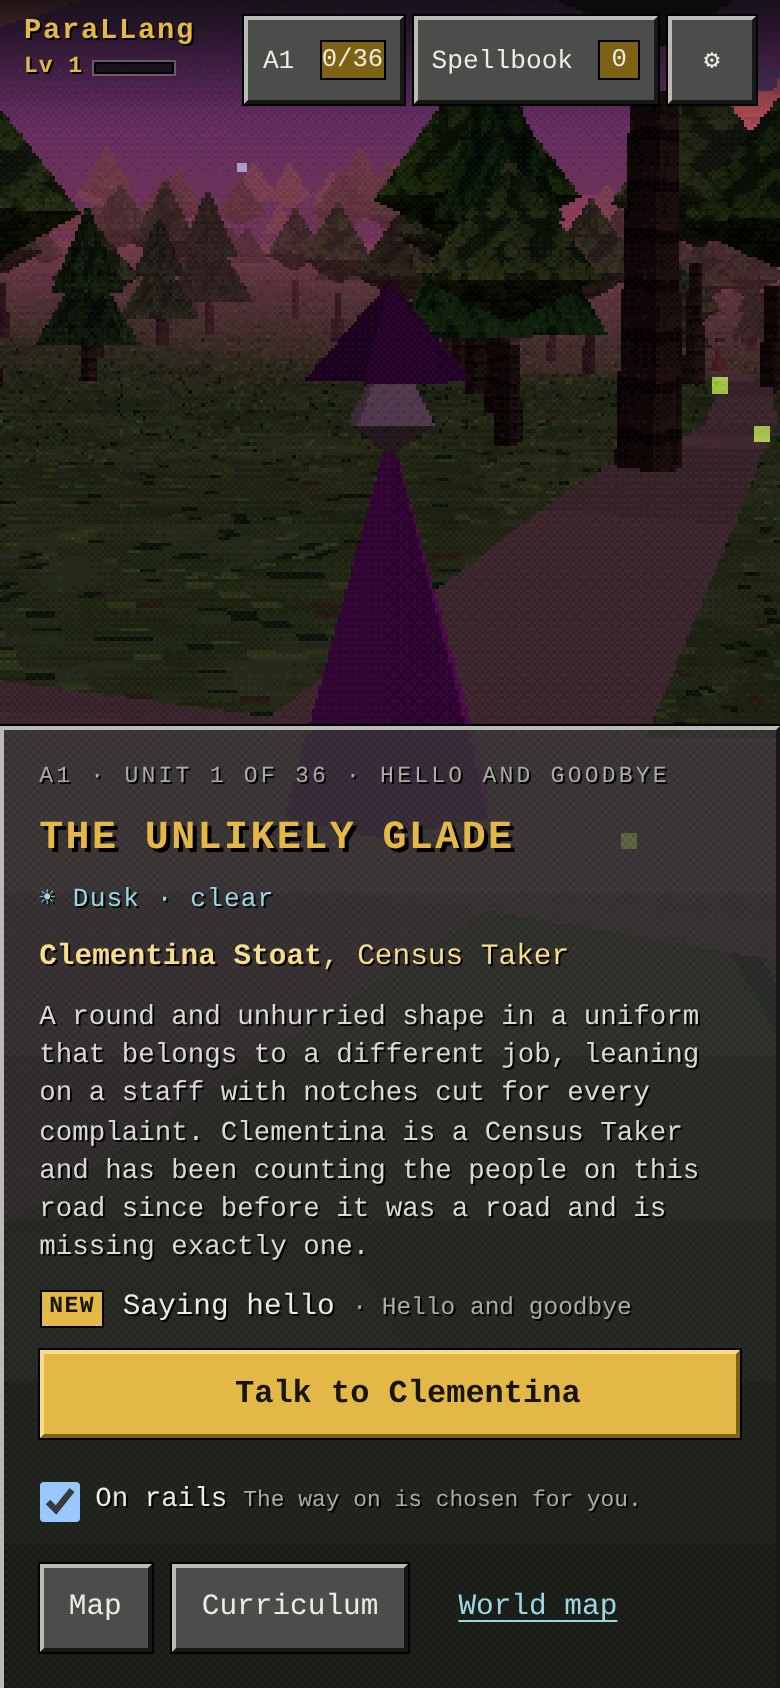 ParaLLang
Lv 1
A1 0/36
Spellbook 0
⚙
A1 · UNIT 1 OF 36 · HELLO AND GOODBYE
THE UNLIKELY GLADE
☀ Dusk · clear
Clementina Stoat, Census Taker
A round and unhurried shape in a uniform
that belongs to a different job, leaning
on a staff with notches cut for every
complaint. Clementina is a Census Taker
and has been counting the people on this
road since before it was a road and is
missing exactly one.
NEW Saying hello · Hello and goodbye
Talk to Clementina
On rails The way on is chosen for you.
Map Curriculum World map